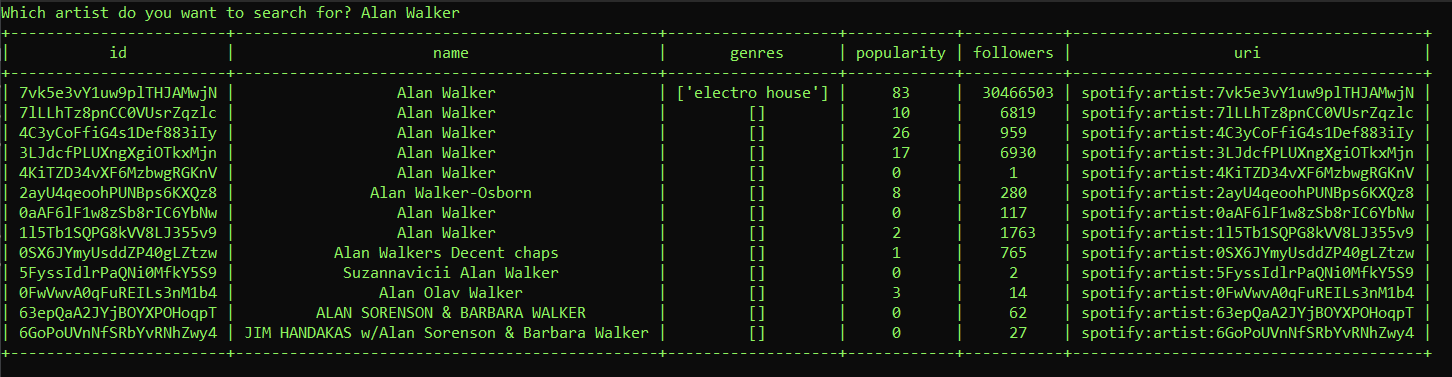 Which artist do you want to search for? Alan Walker
+------------------------+-----------------------------------------------+-------------------+------------+-----------+---------------------------------------+
|           id           |                      name                     |       genres      | popularity | followers |                  uri                  |
+------------------------+-----------------------------------------------+-------------------+------------+-----------+---------------------------------------+
| 7vk5e3vY1uw9plTHJAMwjN |                  Alan Walker                  | ['electro house'] |     83     |  30466503 | spotify:artist:7vk5e3vY1uw9plTHJAMwjN |
| 7lLLhTz8pnCC0VUsrZqzlc |                  Alan Walker                  |         []        |     10     |    6819   | spotify:artist:7lLLhTz8pnCC0VUsrZqzlc |
| 4C3yCoFfiG4s1Def883iIy |                  Alan Walker                  |         []        |     26     |    959    | spotify:artist:4C3yCoFfiG4s1Def883iIy |
| 3LJdcfPLUXngXgiOTkxMjn |                  Alan Walker                  |         []        |     17     |    6930   | spotify:artist:3LJdcfPLUXngXgiOTkxMjn |
| 4KiTZD34vXF6MzbwgRGKnV |                  Alan Walker                  |         []        |     0      |     1     | spotify:artist:4KiTZD34vXF6MzbwgRGKnV |
| 2ayU4qeoohPUNBps6KXQz8 |               Alan Walker-Osborn              |         []        |     8      |    280    | spotify:artist:2ayU4qeoohPUNBps6KXQz8 |
| 0aAF6lF1w8zSb8rIC6YbNw |                  Alan Walker                  |         []        |     0      |    117    | spotify:artist:0aAF6lF1w8zSb8rIC6YbNw |
| 1l5Tb1SQPG8kVV8LJ355v9 |                  Alan Walker                  |         []        |     2      |    1763   | spotify:artist:1l5Tb1SQPG8kVV8LJ355v9 |
| 0SX6JYmyUsddZP40gLZtzw |           Alan Walkers Decent chaps           |         []        |     1      |    765    | spotify:artist:0SX6JYmyUsddZP40gLZtzw |
| 5FyssIdlrPaQNi0MfkY5S9 |            Suzannavicii Alan Walker           |         []        |     0      |     2     | spotify:artist:5FyssIdlrPaQNi0MfkY5S9 |
| 0FwVwvA0qFuREILs3nM1b4 |                Alan Olav Walker               |         []        |     3      |     14    | spotify:artist:0FwVwvA0qFuREILs3nM1b4 |
| 63epQaA2JYjBOYXPOHoqpT |         ALAN SORENSON & BARBARA WALKER        |         []        |     0      |     62    | spotify:artist:63epQaA2JYjBOYXPOHoqpT |
| 6GoPoUVnNfSRbYvRNhZwy4 | JIM HANDAKAS w/Alan Sorenson & Barbara Walker |         []        |     0      |     27    | spotify:artist:6GoPoUVnNfSRbYvRNhZwy4 |
+------------------------+-----------------------------------------------+-------------------+------------+-----------+---------------------------------------+